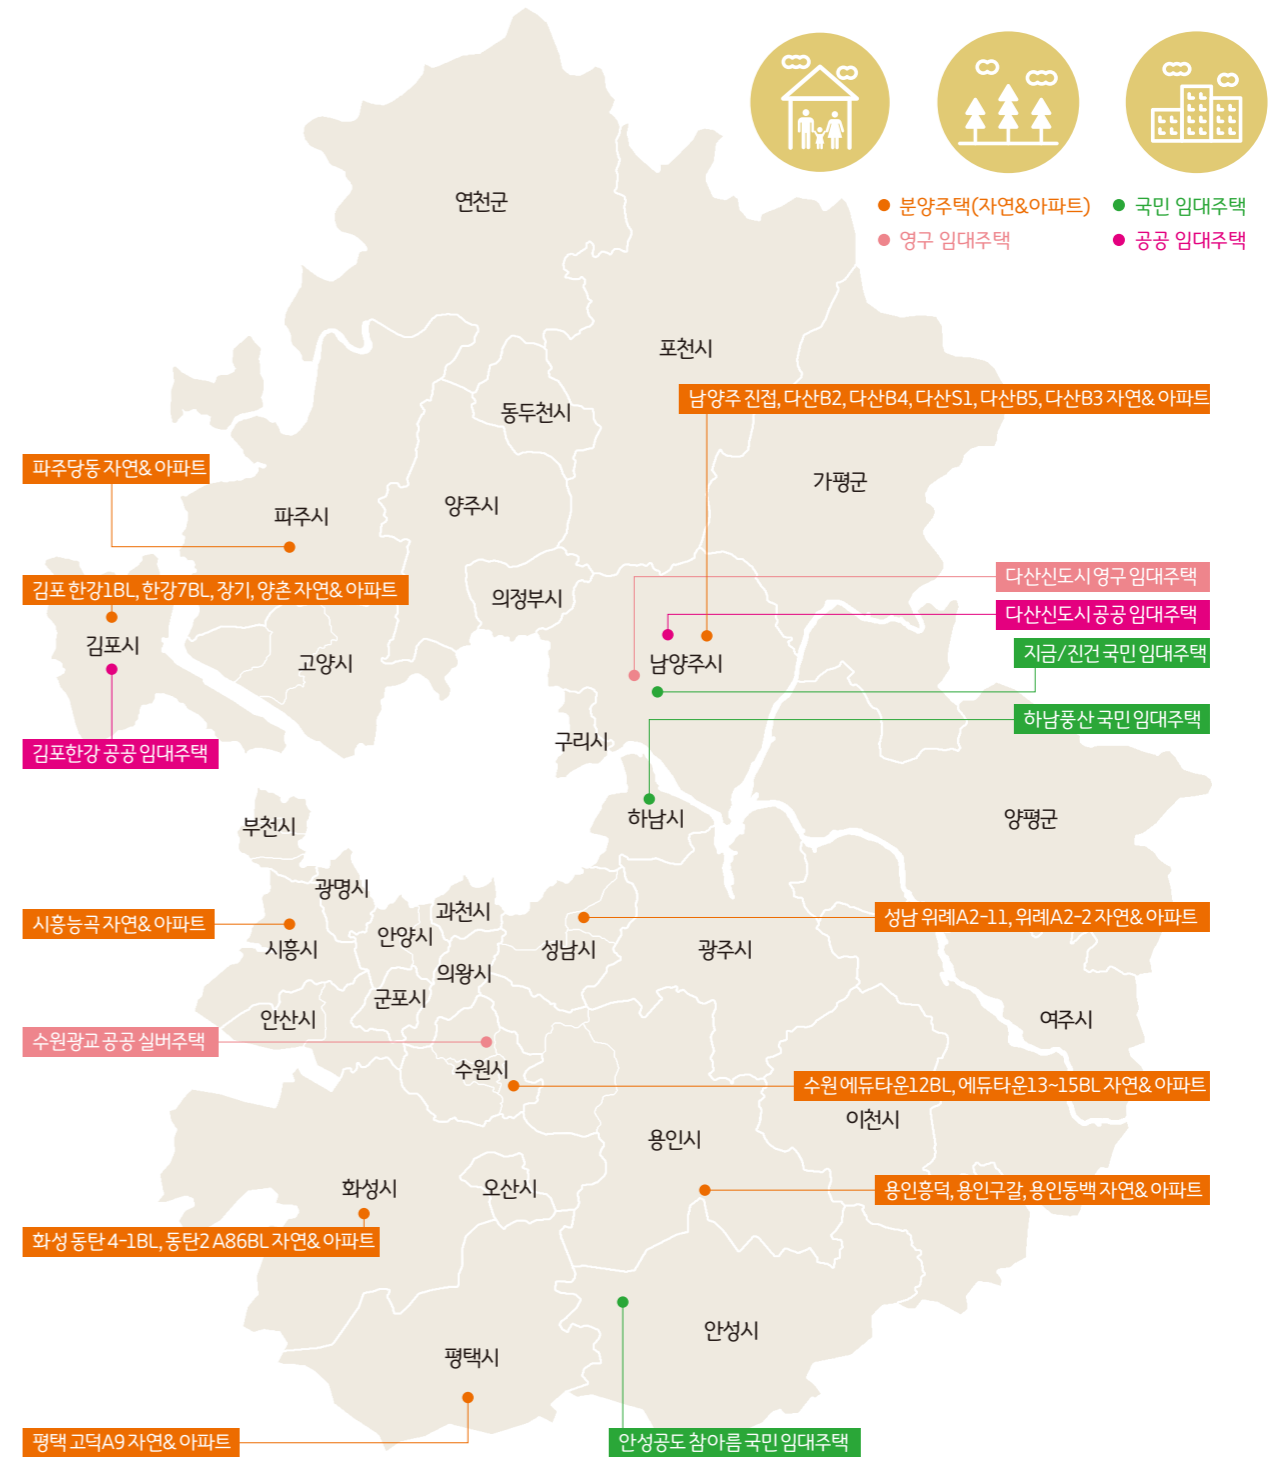 연천군
분양주택(자연&아파트)
국민 임대주택
영구 임대주택
공공 임대주택
포천시
남양주 진접, 다산B2, 다산B4, 다산S1, 다산B5, 다산B3 자연& 아파트
동두천시
파주당동 자연& 아파트
가평군
양주시
파주시
다산신도시 영구 임대주택
김포 한강1BL, 한강7BL, 장기, 양촌 자연& 아파트
의정부시
다산신도시 공공 임대주택
김포시
지금/진건 국민 임대주택
고양시
남양주시
하남풍산 국민 임대주택
구리시
김포한강 공공 임대주택
부천시
하남시
양평군
광명시
과천시
성남 위례A2-11, 위례A2-2 자연& 아파트
시흥능곡 자연& 아파트
안양시
시흥시
성남시
광주시
의왕시
군포시
안산시
여주시
수원광교 공공 실버주택
수원시
수원 에듀타운12BL, 에듀타운13~15BL 자연& 아파트
이천시
용인시
화성시
오산시
용인흥덕, 용인구갈, 용인동백 자연& 아파트
화성 동탄 4-1BL, 동탄2 A86BL 자연& 아파트
안성시
평택시
평택 고덕A9 자연& 아파트
안성공도 참아름 국민 임대주택